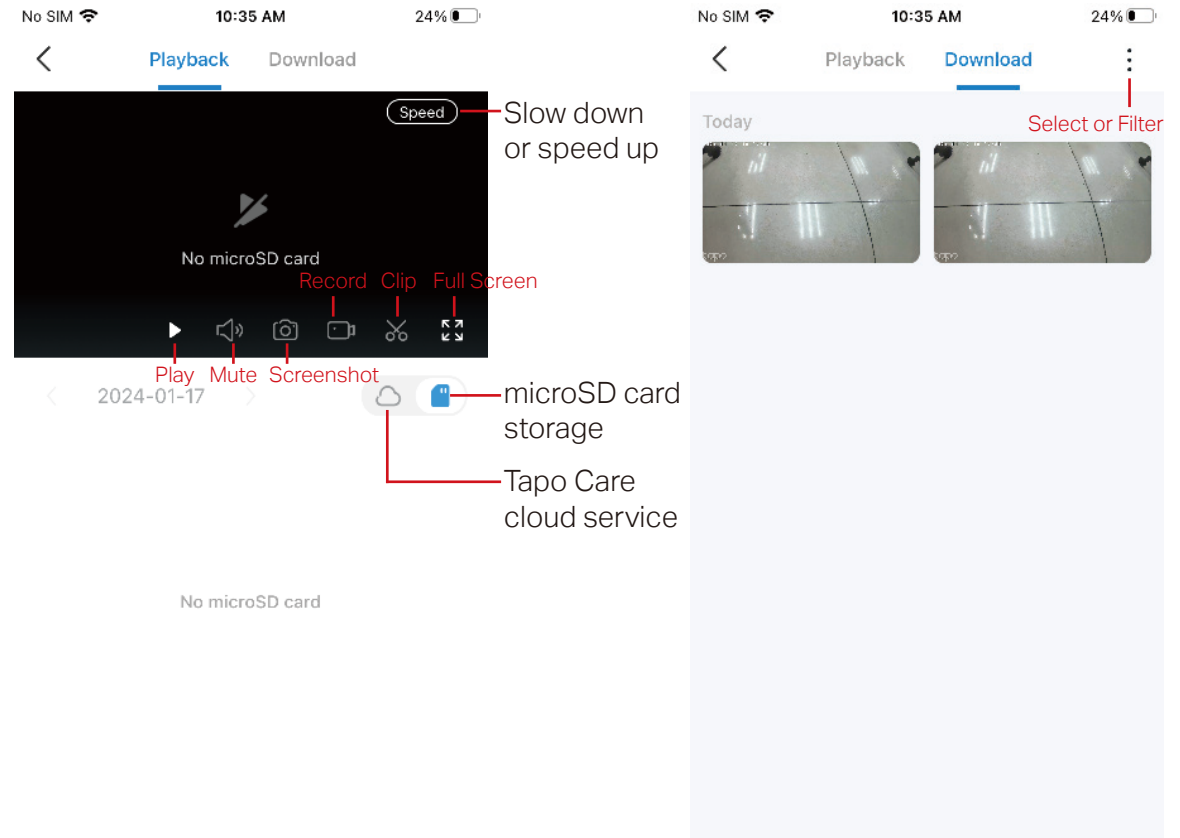 No SIM
10:35 AM
24%
Playback
Download
Speed
Slow down
or speed up
No microSD card
Record
Clip
Full Screen
Play
Mute
Screenshot
2024-01-17
microSD card
storage
Tapo Care
cloud service
No microSD card
No SIM
10:35 AM
24%
Playback
Download
Select or Filter
Today